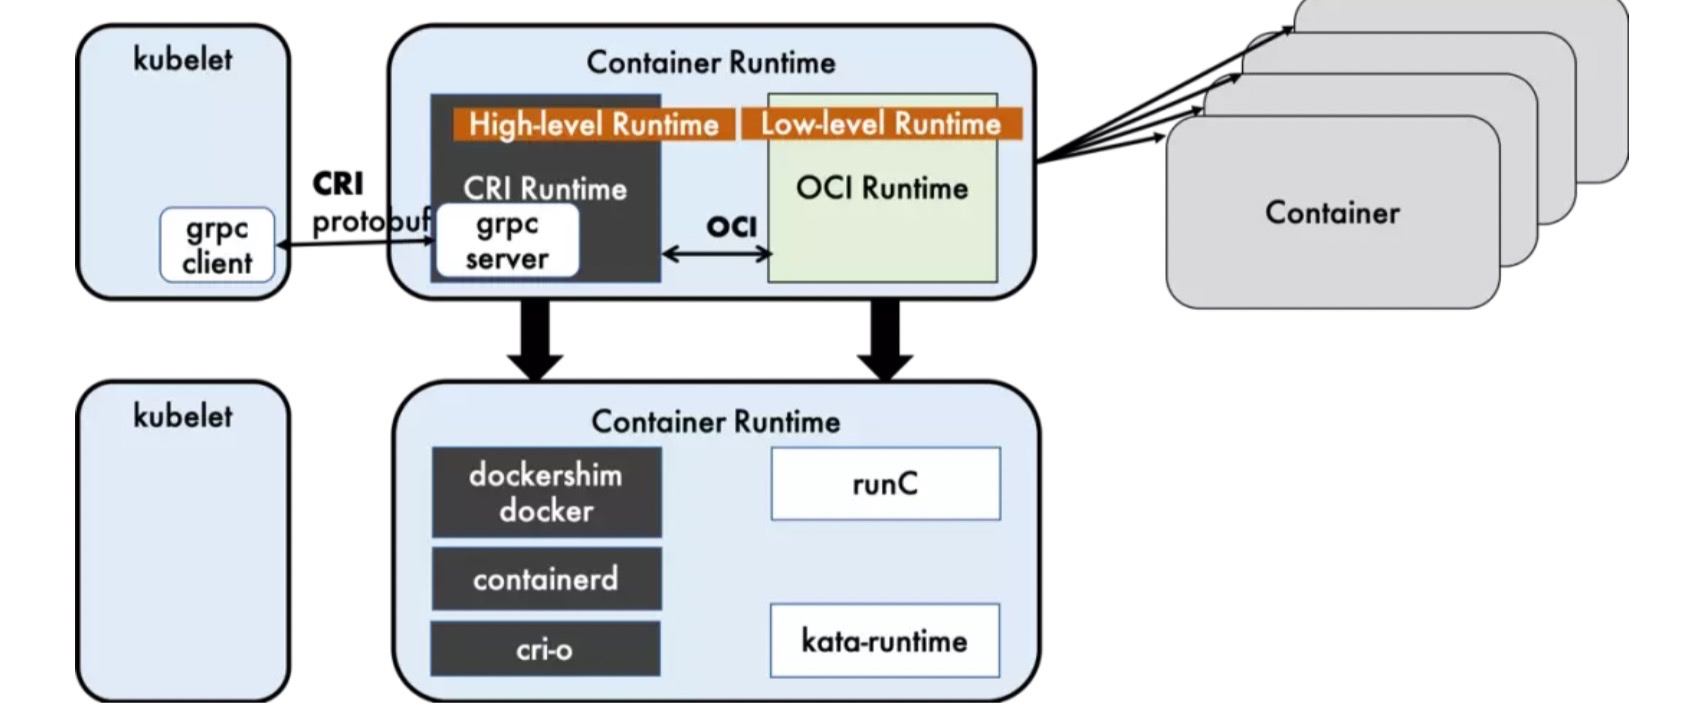 kubelet
Container Runtime
High-level Runtime
Low-level Runtime
CRI
protobuf
CRI Runtime
OCI Runtime
grpc
client
grpc
server
OCI
Container
kubelet
Container Runtime
dockershim
docker
runC
containerd
cri-o
kata-runtime